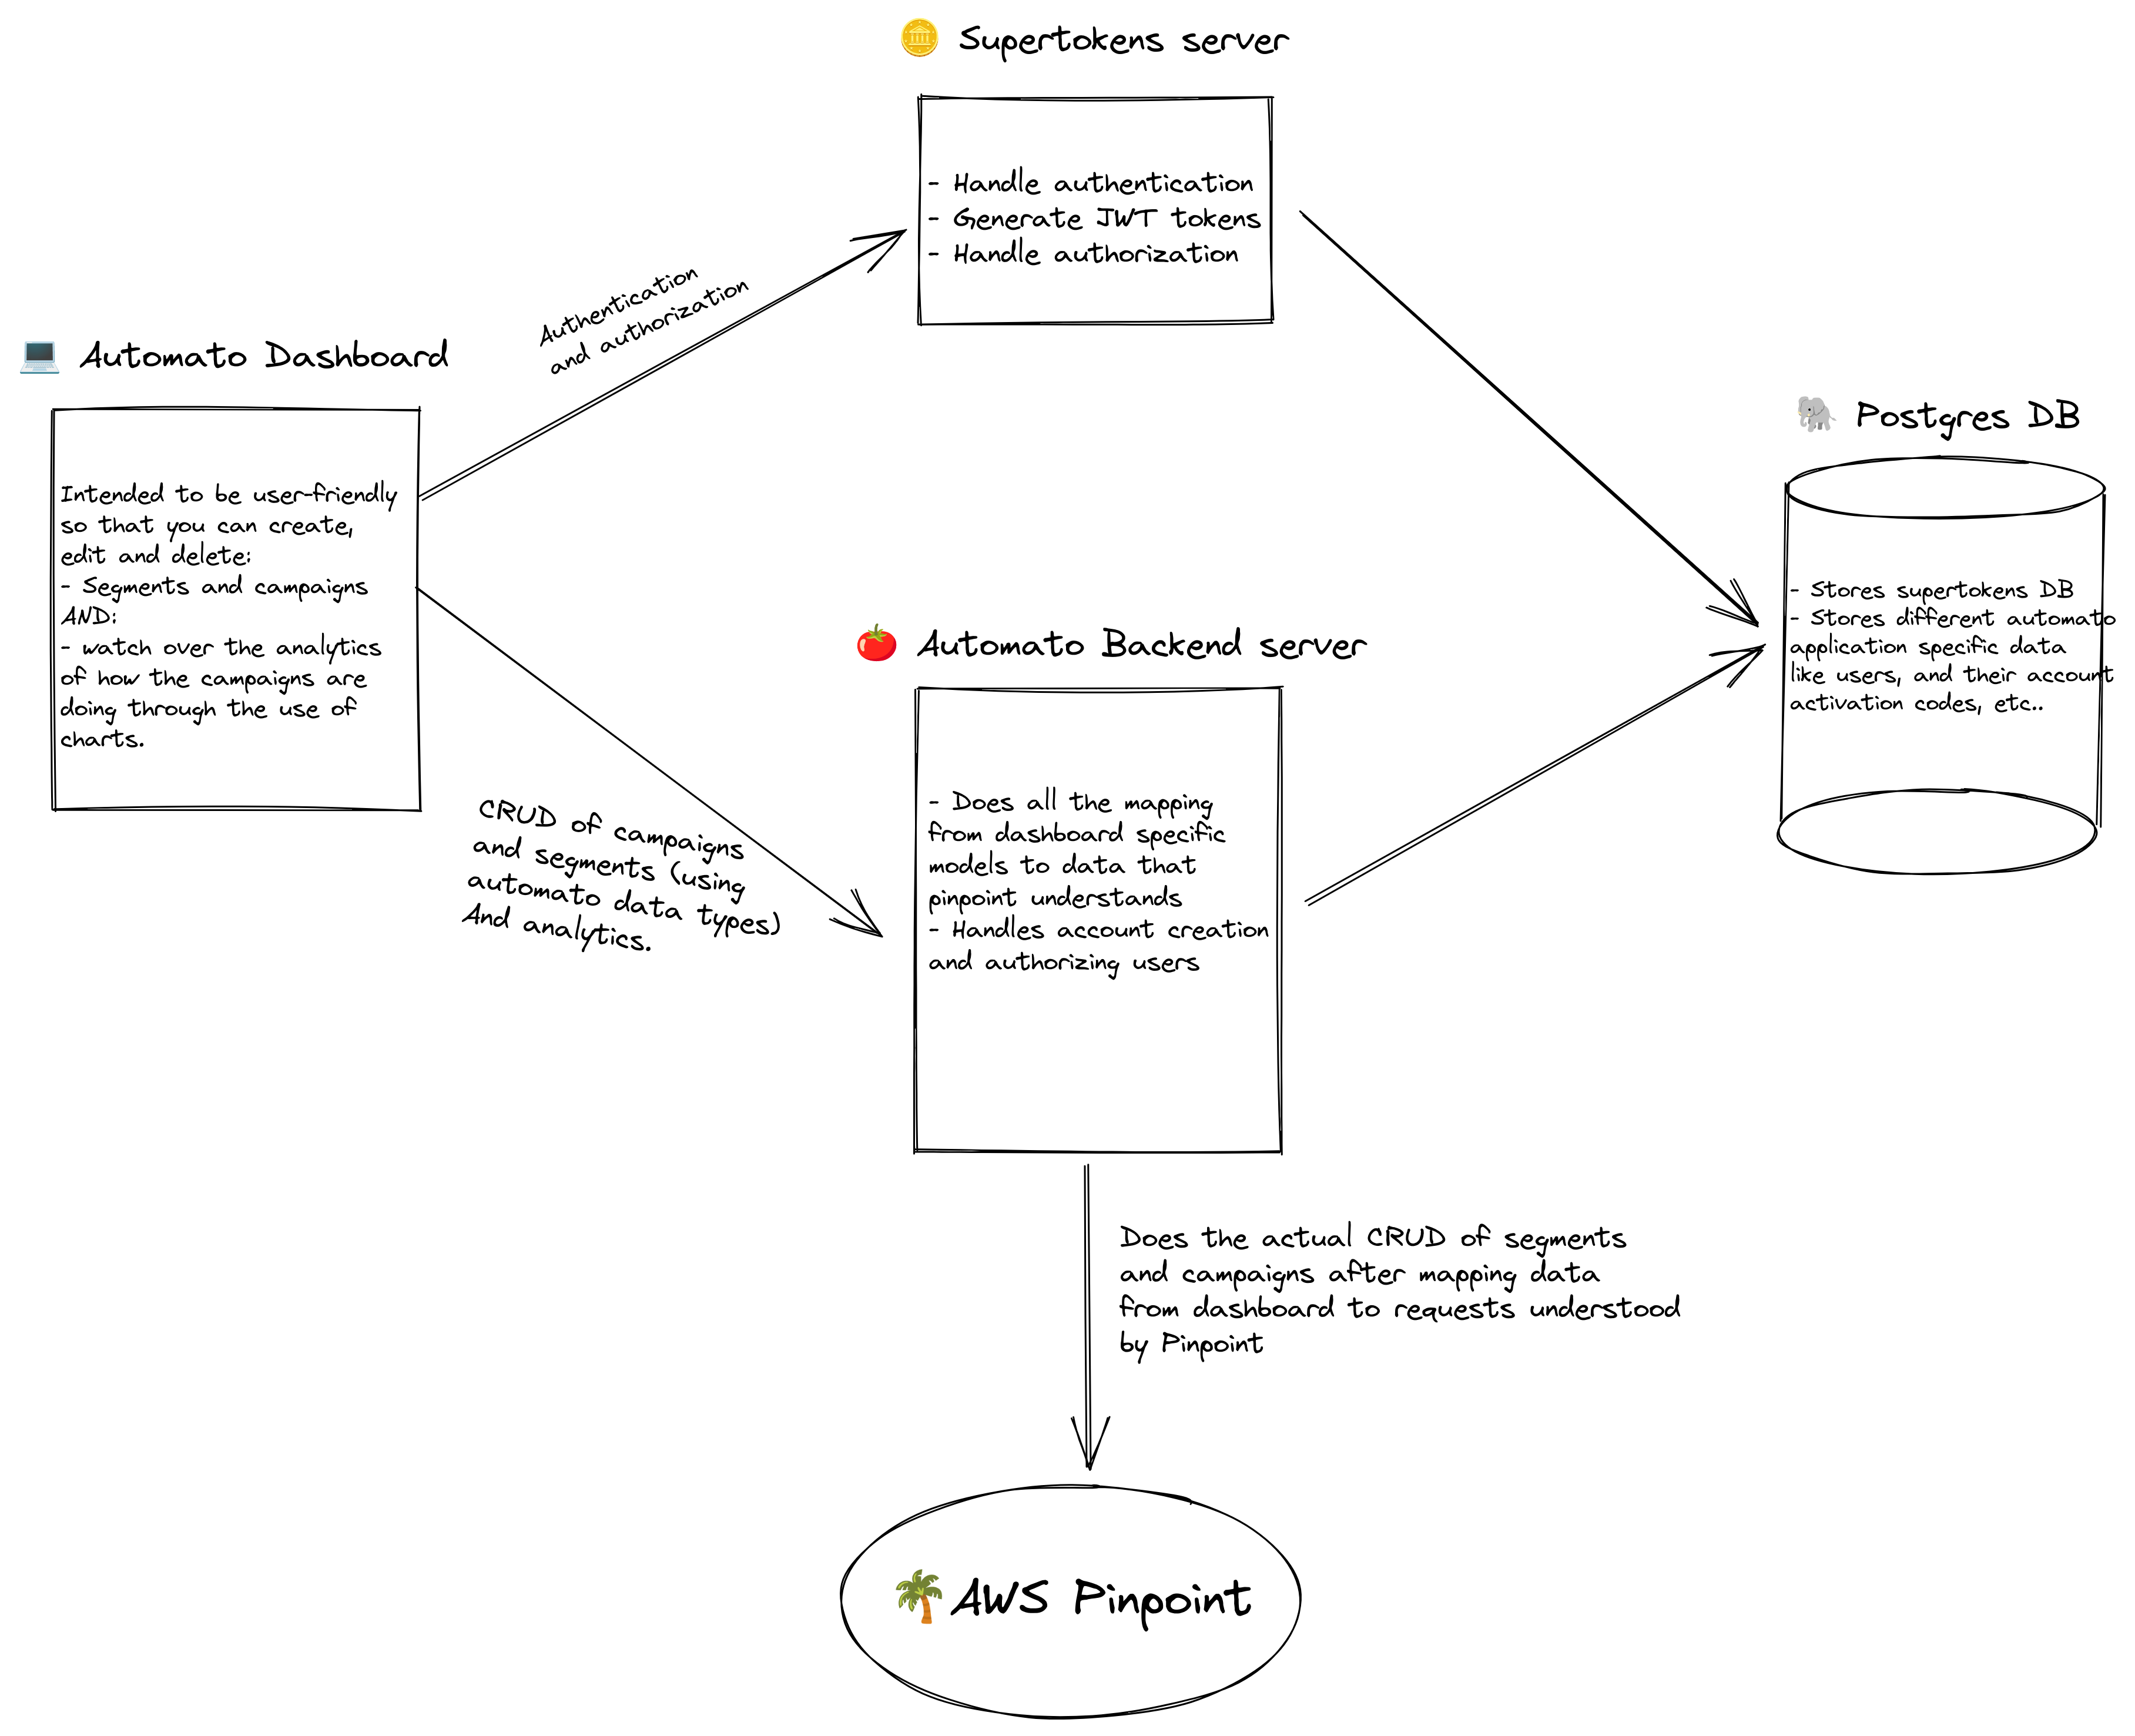 Supertokens server
- Handle authentication
- Generate JWT tokens
- Handle authorization
Authentication
and authorization
Automato Dashboard
Intended to be user-friendly
so that you can create,
edit and delete:
- Segments and campaigns
AND:
- watch over the analytics
of how the campaigns are
doing through the use of
charts.
Postgres DB
- Stores supertokens DB
- Stores different automato
application specific data
like users, and their account
activation codes, etc..
Automato Backend server
- Does all the mapping
from dashboard specific
models to data that
pinpoint understands
- Handles account creation
and authorizing users
CRUD of campaigns
and segments (using
automato data types)
And analytics.
Does the actual CRUD of segments
and campaigns after mapping data
from dashboard to requests understood
by Pinpoint
AWS Pinpoint